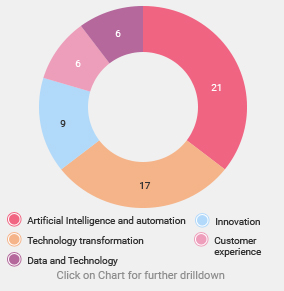 6
21
6
9
17
Artificial Intelligence and automation
Innovation
Technology transformation
Customer
experience
Data and Technology
Click on Chart for further drilldown